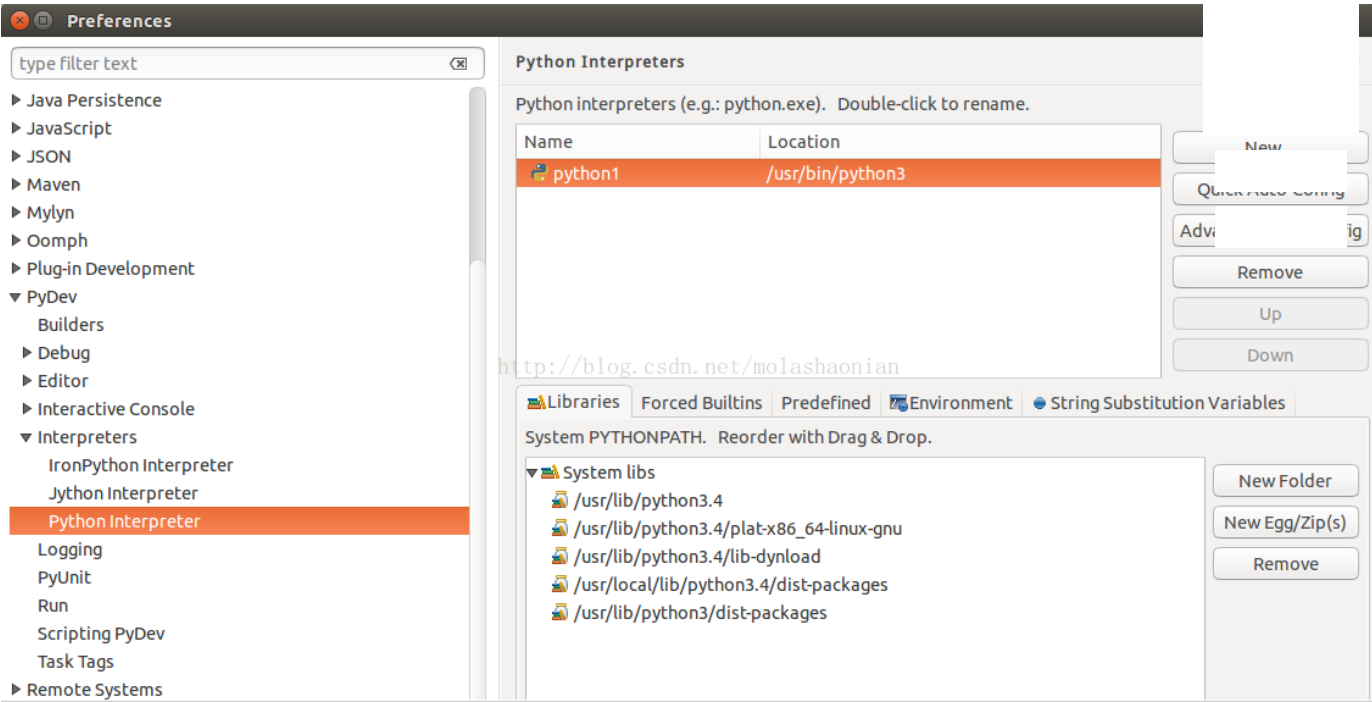 Preferences
type filter text
Java Persistence
JavaScript
JSON
Maven
Mylyn
Oomph
Plug-in Development
PyDev
Builders
Debug
Editor
Interactive Console
Interpreters
IronPython Interpreter
Jython Interpreter
Python Interpreter
Logging
PyUnit
Run
Scripting PyDev
Task Tags
Remote Systems
Python Interpreters
Python interpreters (e.g.: python.exe). Double-click to rename.
Name Location
python1 /usr/bin/python3
New
Quick Auto-Config
Remove
Up
Down
http://blog.csdn.net/molashaonian
Libraries Forced Builtins Predefined Environment String Substitution Variables
System PYTHONPATH. Reorder with Drag & Drop.
System libs
/usr/lib/python3.4
/usr/lib/python3.4/plat-x86_64-linux-gnu
/usr/lib/python3.4/lib-dynload
/usr/local/lib/python3.4/dist-packages
/usr/lib/python3/dist-packages
New Folder
New Egg/Zip(s)
Remove